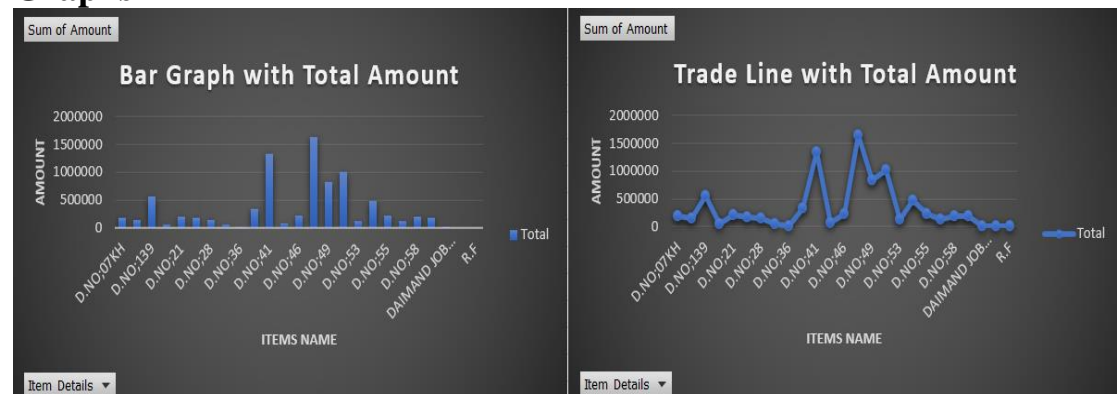 Sum of Amount
Bar Graph with Total Amount
2000000
1500000
1000000
500000
0
AMOUNT
D.NO;07KH
D.NO;139
D.NO;21
D.NO;28
D.NO;36
D.NO;41
D.NO;46
D.NO;49
D.NO;53
D.NO;55
D.NO;58
DAIMAND JOB...
R.F
ITEMS NAME
Total
Item Details
Sum of Amount
Trade Line with Total Amount
2000000
1500000
1000000
500000
0
AMOUNT
D.NO;07KH
D.NO;139
D.NO;21
D.NO;28
D.NO;36
D.NO;41
D.NO;46
D.NO;49
D.NO;53
D.NO;55
D.NO;58
DAIMAND JOB...
R.F
ITEMS NAME
Total
Item Details